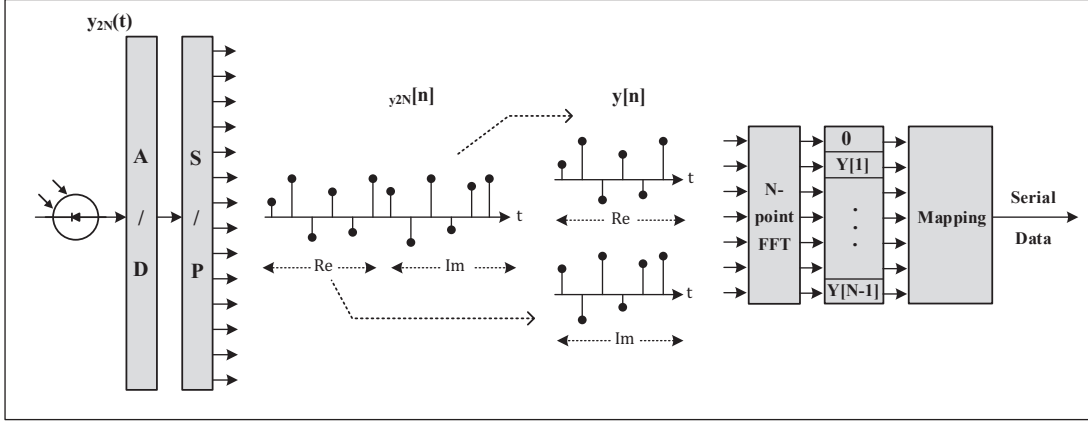 y2N(t)
A
/
D
S
/
P
y2N[n]
t
Re
Im
y[n]
t
Re
t
Im
N-
point
FFT
0
Y[1]
Y[N-1]
Mapping
Serial
Data